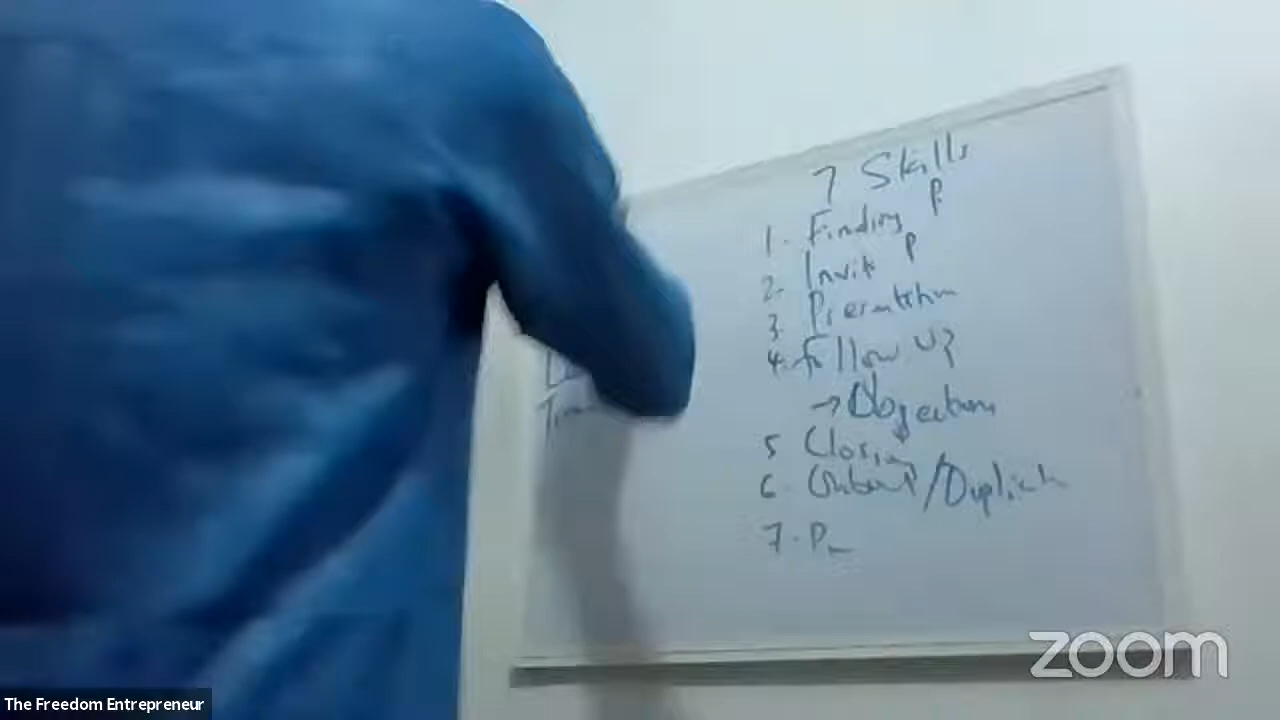 7 Skills
1. Finding P.
2. Invite P
3. Presentation
4. Follow up
→ Objections
5 Closing
6. /Duplicate
7.
zoom
The Freedom Entrepreneur